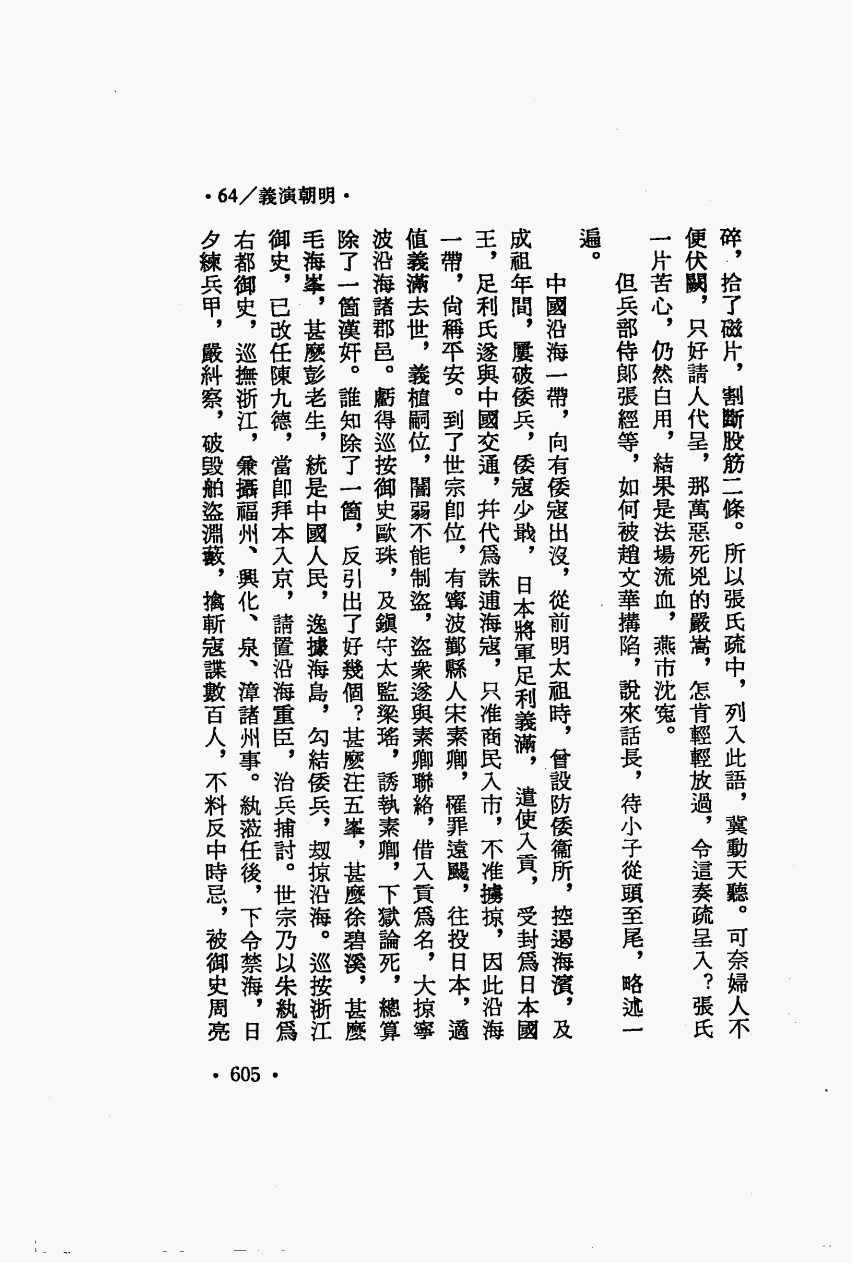 ·64／義演朝明·
碎，拾了磁片，割斷股筋二條。所以張氏疏中，列入此語，冀動天聽。可奈婦人不
便伏闕，只好請人代呈，那萬惡死兇的嚴嵩，怎肯輕輕放過，令這奏疏呈入？張氏
一片苦心，仍然白用，結果是法場流血，燕市沈寃。
但兵部侍郎張經等，如何被趙文華搆陷，說來話長，待小子從頭至尾，略述一
遍。
中國沿海一帶，向有倭寇出沒，從前明太祖時，曾設防倭衞所，控遏海濱，及
成祖年間，屢破倭兵，倭寇少戢，日本將軍足利義滿，遣使入貢，受封爲日本國
王，足利氏遂與中國交通，幷代爲誅逋海寇，只准商民入市，不准擄掠，因此沿海
一帶，尙稱平安。到了世宗卽位，有寗波鄞縣人宋素卿，罹罪遠颺，往投日本，適
値義滿去世，義植嗣位，闇弱不能制盜，盜衆遂與素卿聯絡，借入貢爲名，大掠寧
波沿海諸郡邑。虧得巡按御史歐珠，及鎭守太監梁瑤，誘執素卿，下獄論死，總算
除了一箇漢奸。誰知除了一箇，反引出了好幾個？甚麼汪五峯，甚麼徐碧溪，甚麼
毛海峯，甚麼彭老生，統是中國人民，逸據海島，勾結倭兵，刼掠沿海。巡按浙江
御史，已改任陳九德，當卽拜本入京，請置沿海重臣，治兵捕討。世宗乃以朱紈爲
右都御史，巡撫浙江，兼攝福州、興化、泉、漳諸州事。紈蒞任後，下令禁海，日
夕練兵甲，嚴糾察，破毀舶盜淵藪，擒斬寇諜數百人，不料反中時忌，被御史周亮
·605·